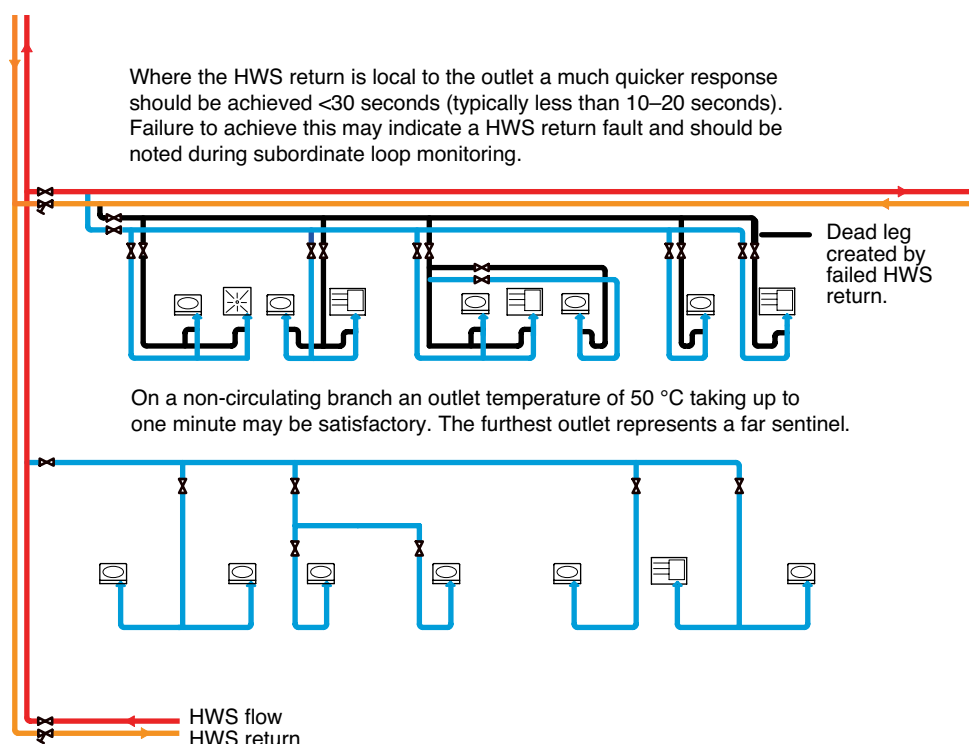 Where the HWS return is local to the outlet a much quicker response
should be achieved <30 seconds (typically less than 10–20 seconds).
Failure to achieve this may indicate a HWS return fault and should be
noted during subordinate loop monitoring.
Dead leg
created by
failed HWS
return.
On a non-circulating branch an outlet temperature of 50 °C taking up to
one minute may be satisfactory. The furthest outlet represents a far sentinel.
HWS flow
HWS return